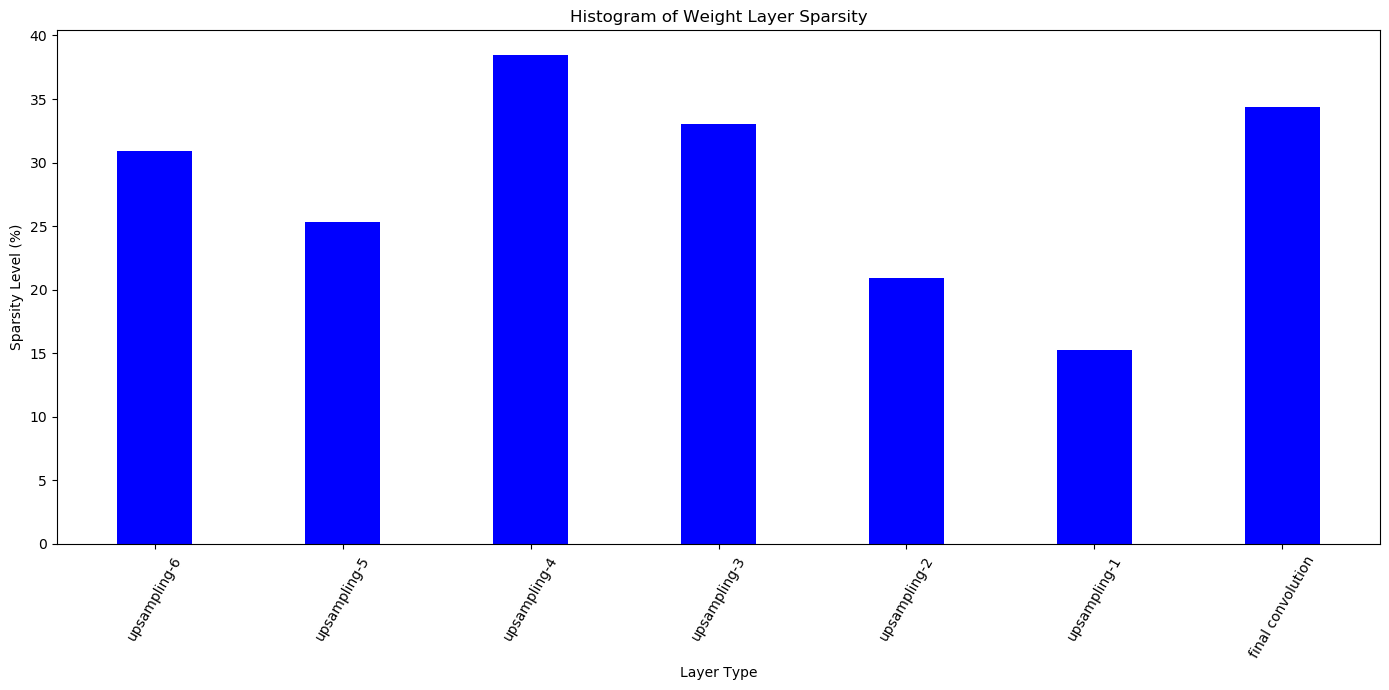 Histogram of Weight Layer Sparsity
40
35
30
25
20
15
10
5
0
Sparsity Level (%)
upsampling-6
upsampling-5
upsampling-4
upsampling-3
upsampling-2
upsampling-1
final convolution
Layer Type